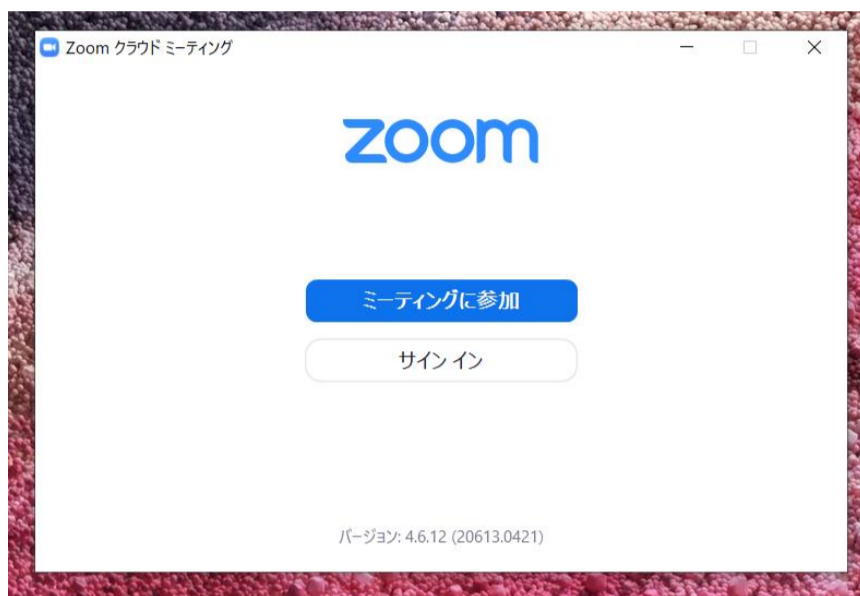 Zoom クラウド ミーティング
zoom
ミーティングに参加
サイン イン
バージョン: 4.6.12 (20613.0421)